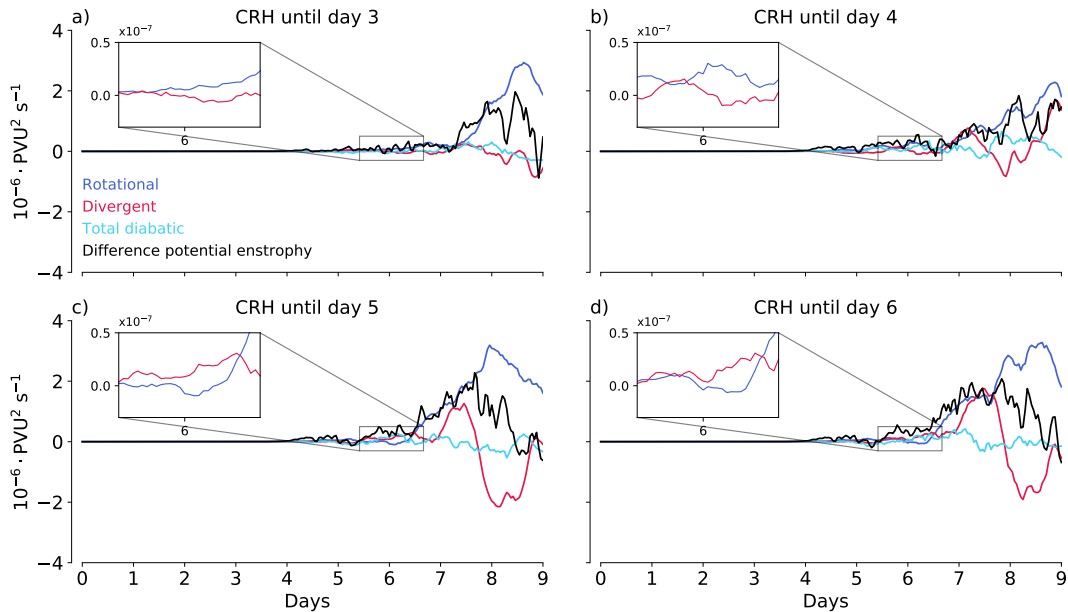 a) CRH until day 3
b) CRH until day 4
4
2
0
−2
−4
10⁻⁶ · PVU² s⁻¹
x10⁻⁷
0.5
0.0
6
x10⁻⁷
0.5
0.0
6
Rotational
Divergent
Total diabatic
Difference potential enstrophy
c) CRH until day 5
d) CRH until day 6
4
2
0
−2
−4
10⁻⁶ · PVU² s⁻¹
x10⁻⁷
0.5
0.0
6
x10⁻⁷
0.5
0.0
6
0 1 2 3 4 5 6 7 8 9
0 1 2 3 4 5 6 7 8 9
Days
Days